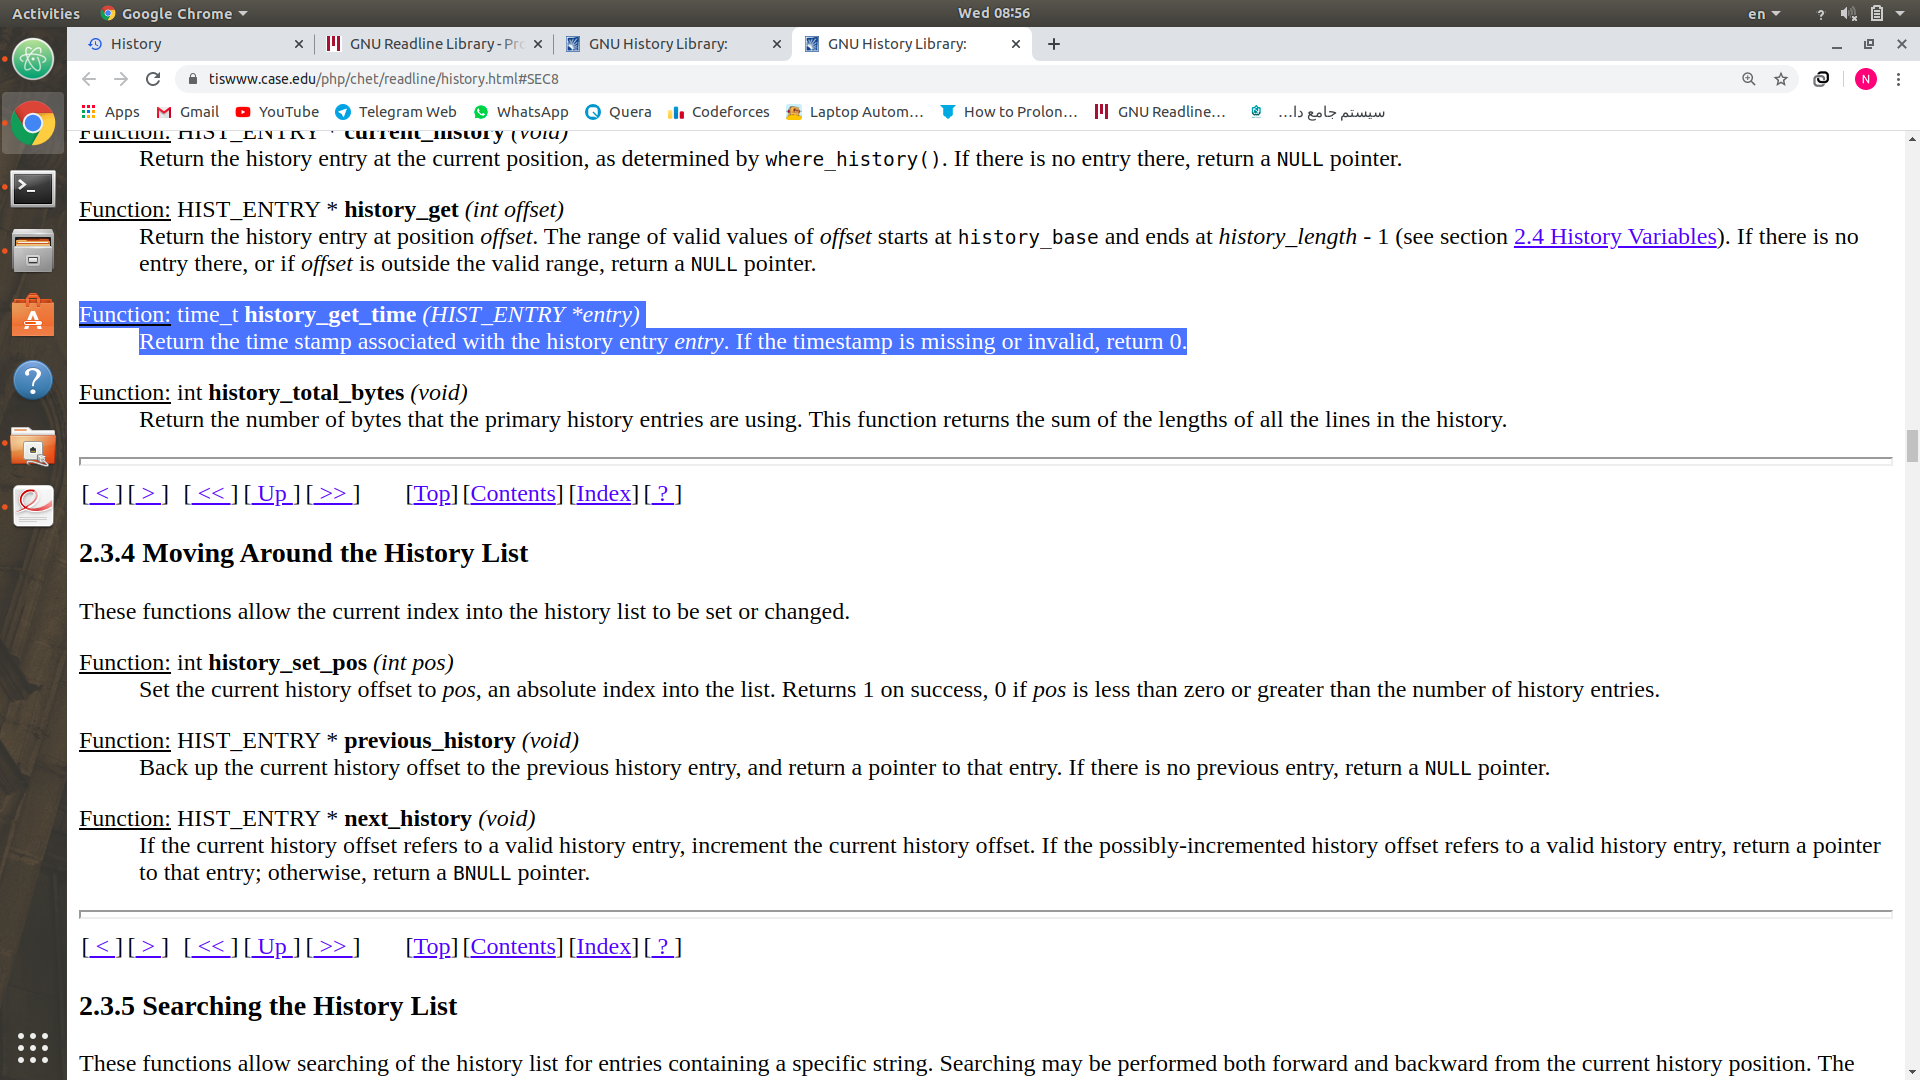 Activities Google Chrome Wed 08:56 en ?
History GNU Readline Library - Pro GNU History Library: GNU History Library:
tiswww.case.edu/php/chet/readline/history.html#SEC8 N
Apps Gmail YouTube Telegram Web WhatsApp Quera Codeforces Laptop Autom… How to Prolon… GNU Readline… سیستم جامع دا…
Function: HIST_ENTRY * current_history (void)
Return the history entry at the current position, as determined by where_history(). If there is no entry there, return a NULL pointer.
Function: HIST_ENTRY * history_get (int offset)
Return the history entry at position offset. The range of valid values of offset starts at history_base and ends at history_length - 1 (see section 2.4 History Variables). If there is no
entry there, or if offset is outside the valid range, return a NULL pointer.
Function: time_t history_get_time (HIST_ENTRY *entry)
Return the time stamp associated with the history entry entry. If the timestamp is missing or invalid, return 0.
Function: int history_total_bytes (void)
Return the number of bytes that the primary history entries are using. This function returns the sum of the lengths of all the lines in the history.
[ < ] [ > ] [ << ] [ Up ] [ >> ] [Top] [Contents] [Index] [ ? ]
2.3.4 Moving Around the History List
These functions allow the current index into the history list to be set or changed.
Function: int history_set_pos (int pos)
Set the current history offset to pos, an absolute index into the list. Returns 1 on success, 0 if pos is less than zero or greater than the number of history entries.
Function: HIST_ENTRY * previous_history (void)
Back up the current history offset to the previous history entry, and return a pointer to that entry. If there is no previous entry, return a NULL pointer.
Function: HIST_ENTRY * next_history (void)
If the current history offset refers to a valid history entry, increment the current history offset. If the possibly-incremented history offset refers to a valid history entry, return a pointer
to that entry; otherwise, return a BNULL pointer.
[ < ] [ > ] [ << ] [ Up ] [ >> ] [Top] [Contents] [Index] [ ? ]
2.3.5 Searching the History List
These functions allow searching of the history list for entries containing a specific string. Searching may be performed both forward and backward from the current history position. The